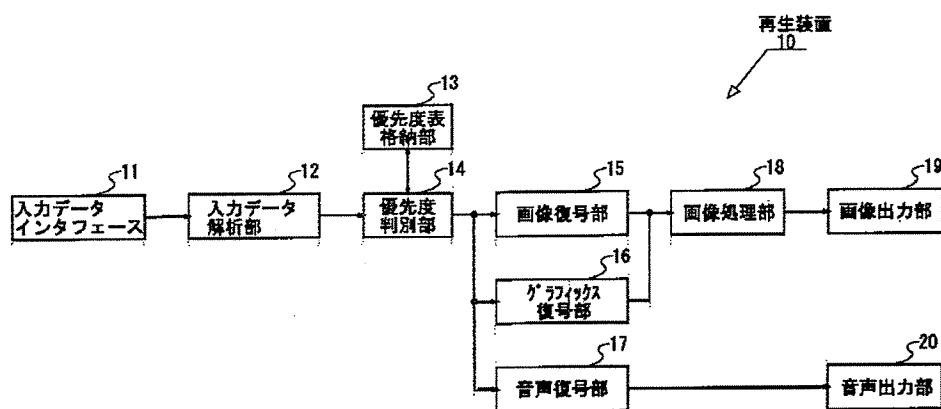 再生装置
10
13
優先度表
格納部
11
入力データ
インタフェース
12
入力データ
解析部
14
優先度
判別部
15
画像復号部
18
画像処理部
19
画像出力部
16
グラフィックス
復号部
17
音声復号部
20
音声出力部